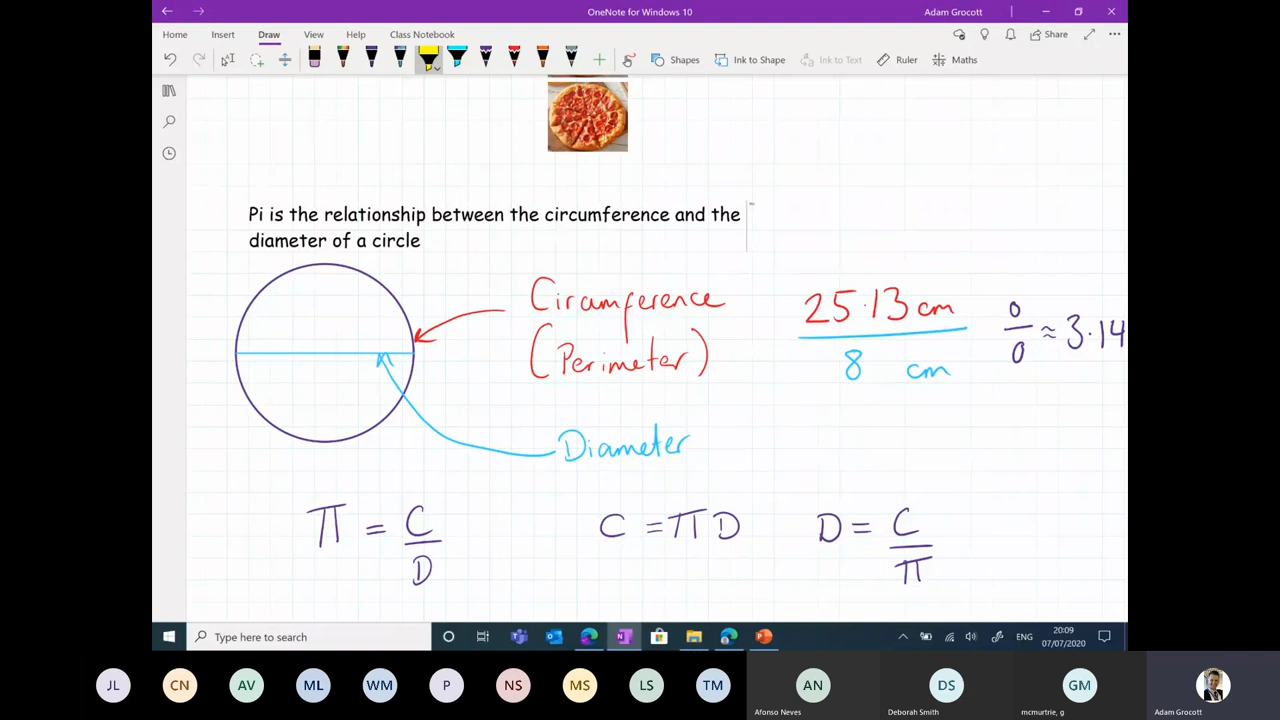 OneNote for Windows 10
Adam Grocott
Home Insert Draw View Help Class Notebook
Share
Shapes Ink to Shape Ink to Text Ruler Maths
Pi is the relationship between the circumference and the
diameter of a circle
Circumference
(Perimeter)
25.13 cm
8 cm
0
0
≈ 3.14
Diameter
π = C
D
C = π D
D = C
π
Type here to search
ENG
20:09
07/07/2020
JL CN AV ML WM P NS MS LS TM AN DS GM
Afonso Neves
Deborah Smith
mcmurtrie, g
Adam Grocott